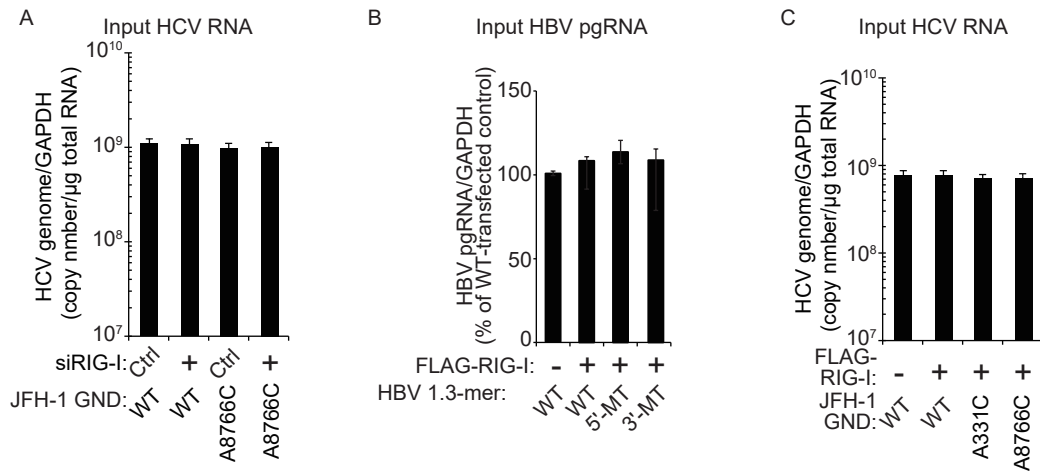 A
Input HCV RNA
HCV genome/GAPDH
(copy nmber/µg total RNA)
10^10
10^9
10^8
10^7
siRIG-I: Ctrl + Ctrl +
JFH-1 GND: WT WT A8766C A8766C
B
Input HBV pgRNA
HBV pgRNA/GAPDH
(% of WT-transfected control)
150
100
50
0
FLAG-RIG-I: - + + +
HBV 1.3-mer: WT WT 5'-MT 3'-MT
C
Input HCV RNA
HCV genome/GAPDH
(copy nmber/µg total RNA)
10^10
10^9
10^8
10^7
FLAG-
RIG-I: - + + +
JFH-1
GND: WT WT A331C A8766C